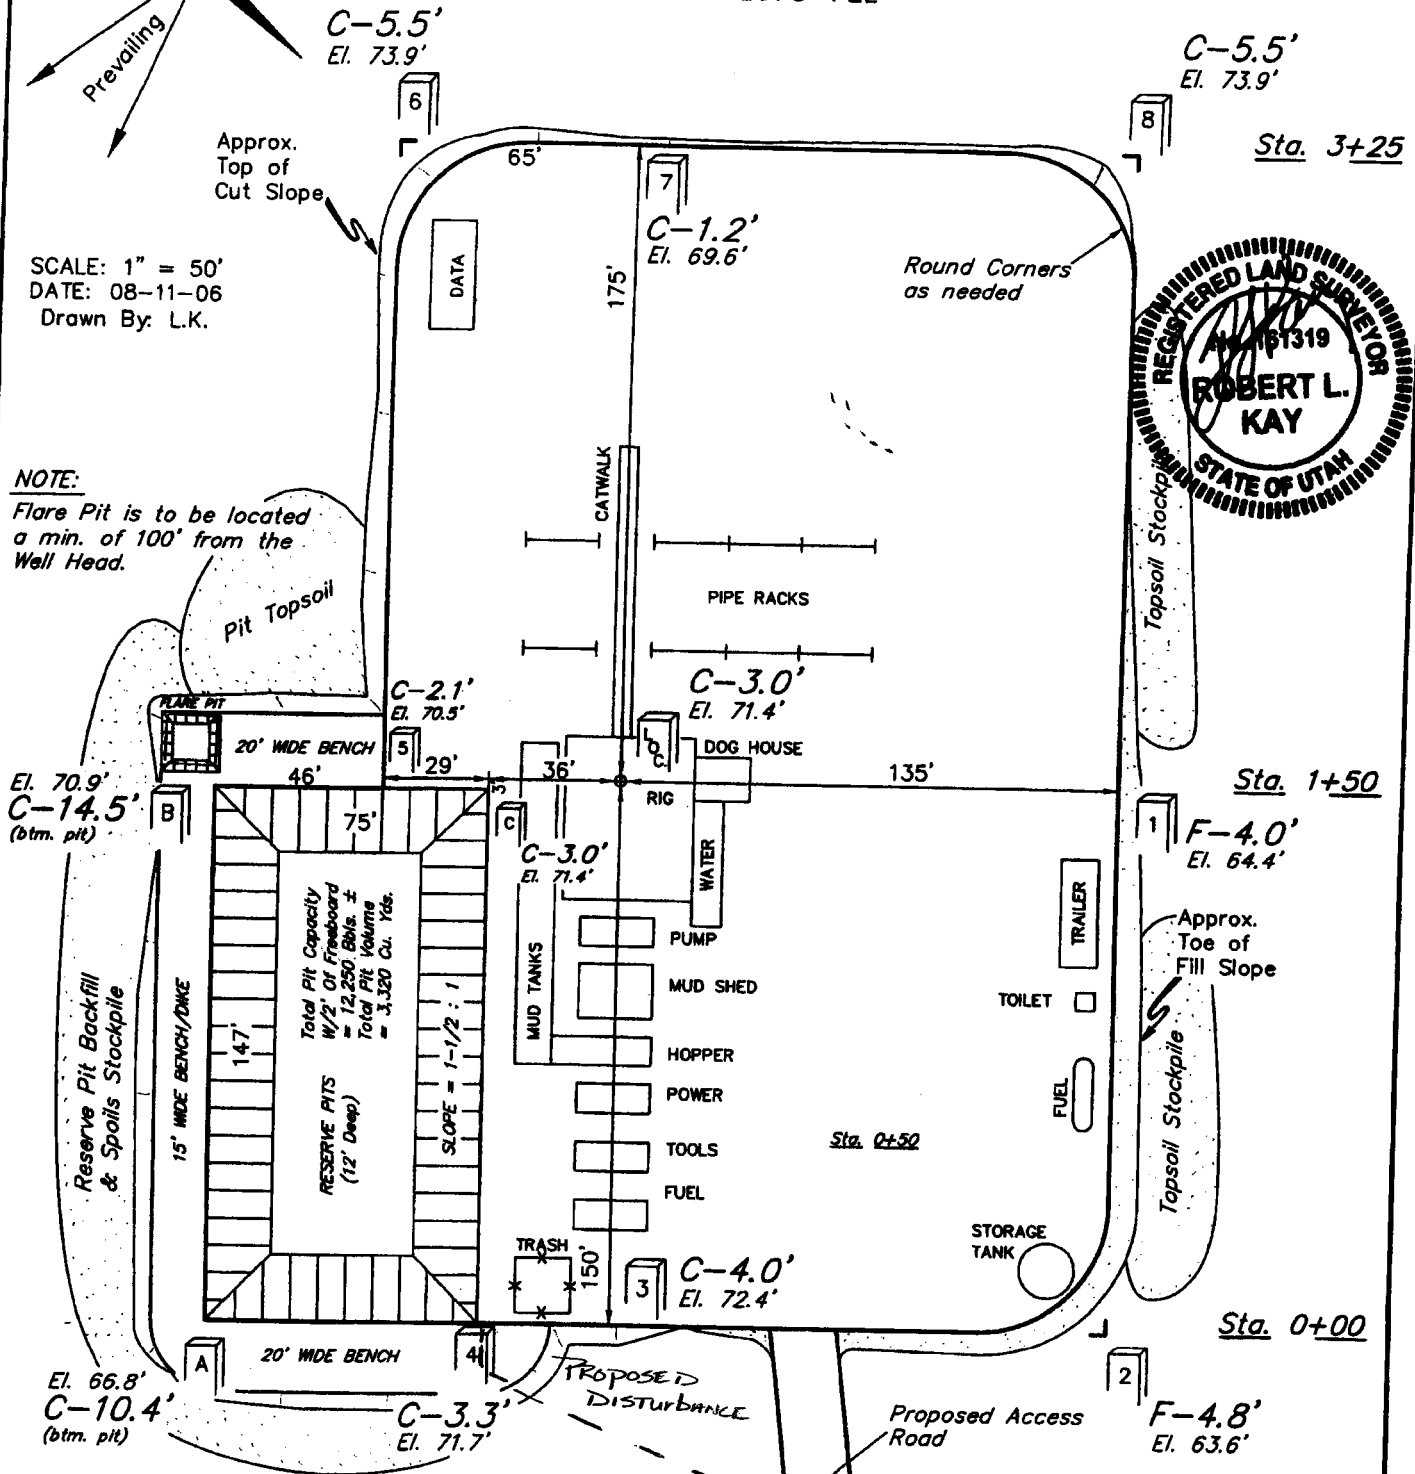 C-5.5'
El. 73.9'
C-5.5'
El. 73.9'
Prevailing
6
8
Sta. 3+25
Approx.
Top of
Cut Slope
65'
7
C-1.2'
El. 69.6'
175'
DATA
Round Corners
as needed
SCALE: 1" = 50'
DATE: 08-11-06
Drawn By: L.K.
REGISTERED LAND SURVEYOR
No. 161319
ROBERT L.
KAY
STATE OF UTAH
CATWALK
NOTE:
Flare Pit is to be located
a min. of 100' from the
Well Head.
Topsoil Stockpile
Pit Topsoil
PIPE RACKS
C-2.1'
El. 70.5'
C-3.0'
El. 71.4'
FLARE PIT
20' WIDE BENCH
5
LOC.
DOG HOUSE
El. 70.9'
C-14.5'
(btm. pit)
46'
29'
36'
135'
Sta. 1+50
RIG
3'
B
75'
C
1
F-4.0'
El. 64.4'
C-3.0'
El. 71.4'
WATER
Total Pit Capacity
W/2' Of Freeboard
= 12,250 Bbls. ±
Total Pit Volume
= 3,320 Cu. Yds.
TRAILER
Approx.
Toe of
Fill Slope
PUMP
MUD TANKS
MUD SHED
TOILET
Reserve Pit Backfill
& Spoils Stockpile
15' WIDE BENCH/DIKE
147'
RESERVE PITS
(12' Deep)
SLOPE = 1-1/2 : 1
HOPPER
POWER
FUEL
Topsoil Stockpile
TOOLS
Sta. 0+50
FUEL
TRASH
150'
3
C-4.0'
El. 72.4'
STORAGE
TANK
Sta. 0+00
A
20' WIDE BENCH
4
El. 66.8'
C-10.4'
(btm. pit)
C-3.3'
El. 71.7'
PROPOSED
DISTURBANCE
Proposed Access
Road
2
F-4.8'
El. 63.6'